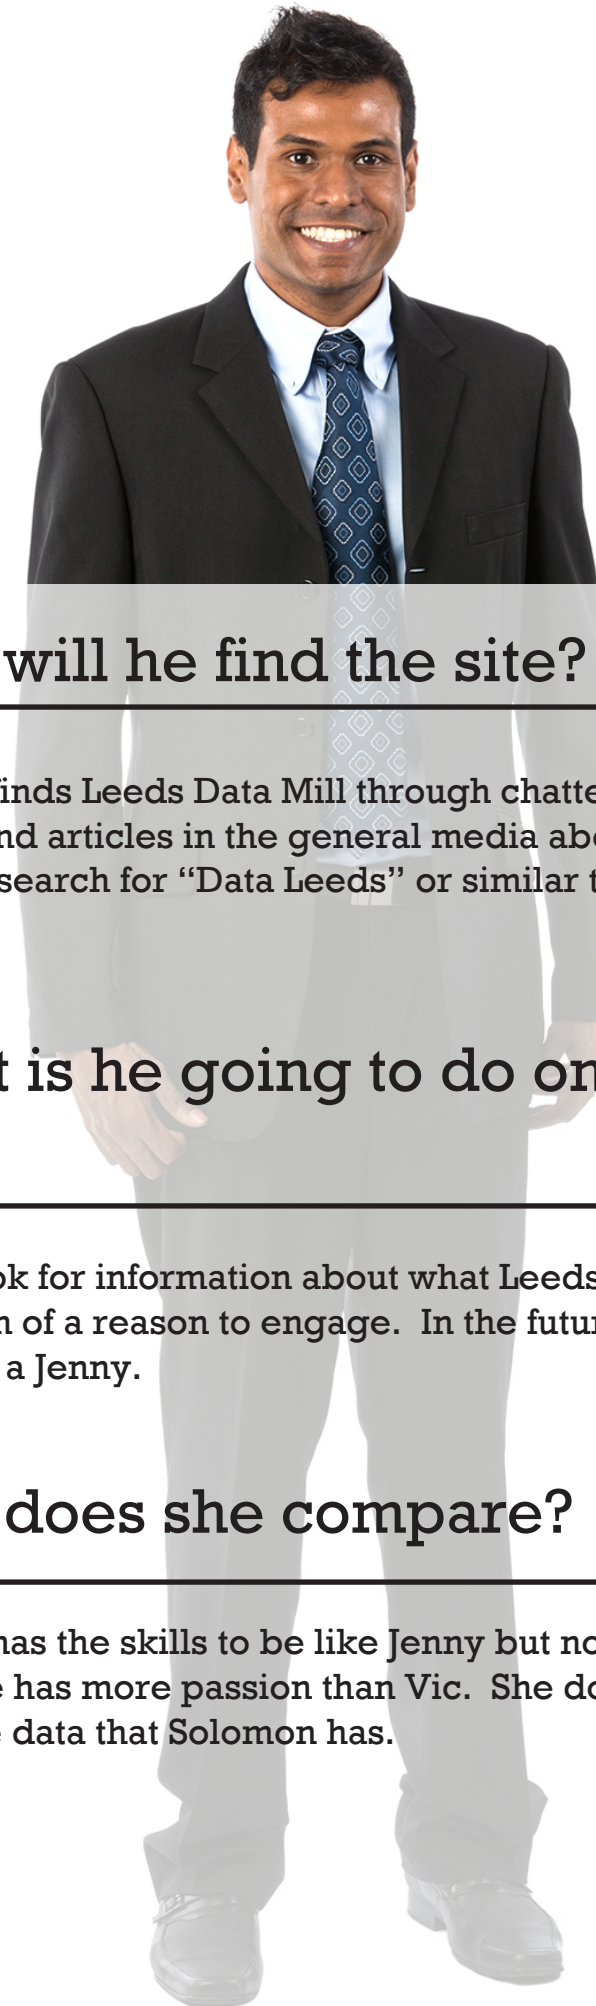 will he find the site?
finds Leeds Data Mill through chatte
nd articles in the general media abo
search for “Data Leeds” or similar t
t is he going to do on
ok for information about what Leeds
n of a reason to engage.  In the futur
a Jenny.
does she compare?
has the skills to be like Jenny but no
e has more passion than Vic.  She do
e data that Solomon has.